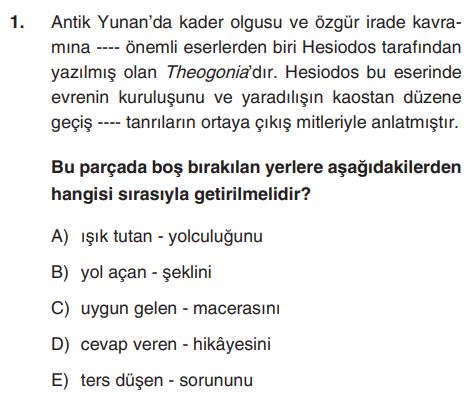 1. Antik Yunan’da kader olgusu ve özgür irade kavra-
mına ---- önemli eserlerden biri Hesiodos tarafından
yazılmış olan Theogonia’dır. Hesiodos bu eserinde
evrenin kuruluşunu ve yaradılışın kaostan düzene
geçiş ---- tanrıların ortaya çıkış mitleriyle anlatmıştır.
Bu parçada boş bırakılan yerlere aşağıdakilerden
hangisi sırasıyla getirilmelidir?
A) ışık tutan - yolculuğunu
B) yol açan - şeklini
C) uygun gelen - macerasını
D) cevap veren - hikâyesini
E) ters düşen - sorununu